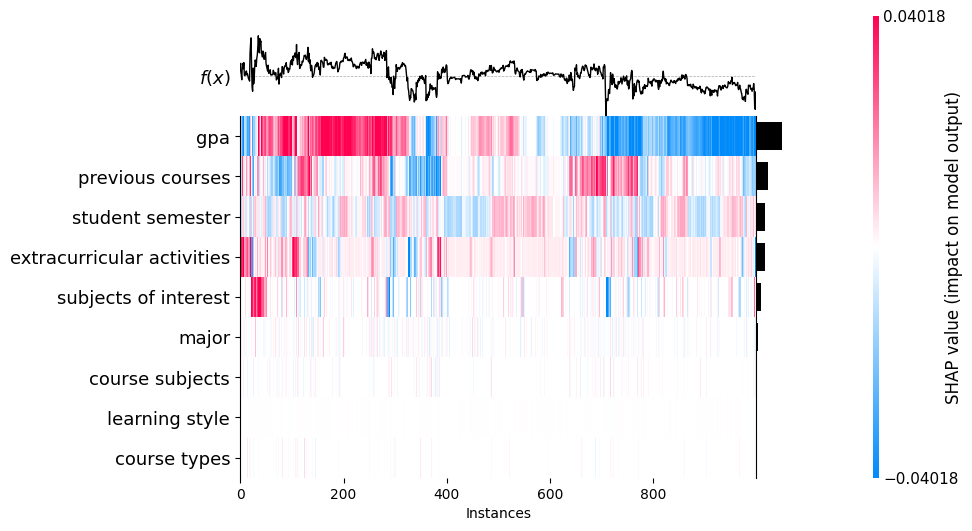 0.04018
f(x)
gpa
previous courses
student semester
extracurricular activities
subjects of interest
major
course subjects
learning style
course types
0 200 400 600 800
Instances
SHAP value (impact on model output)
−0.04018